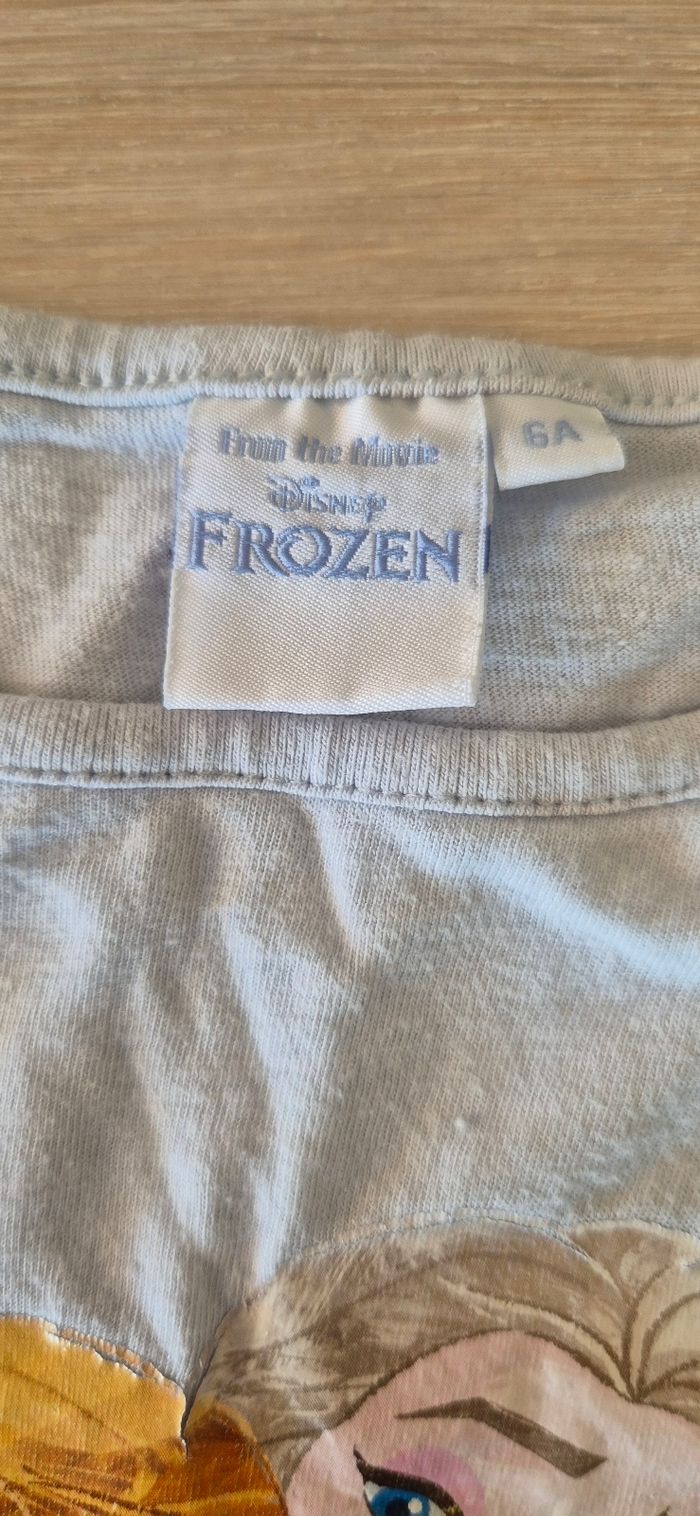 From the Movie
Disney
FROZEN
6A